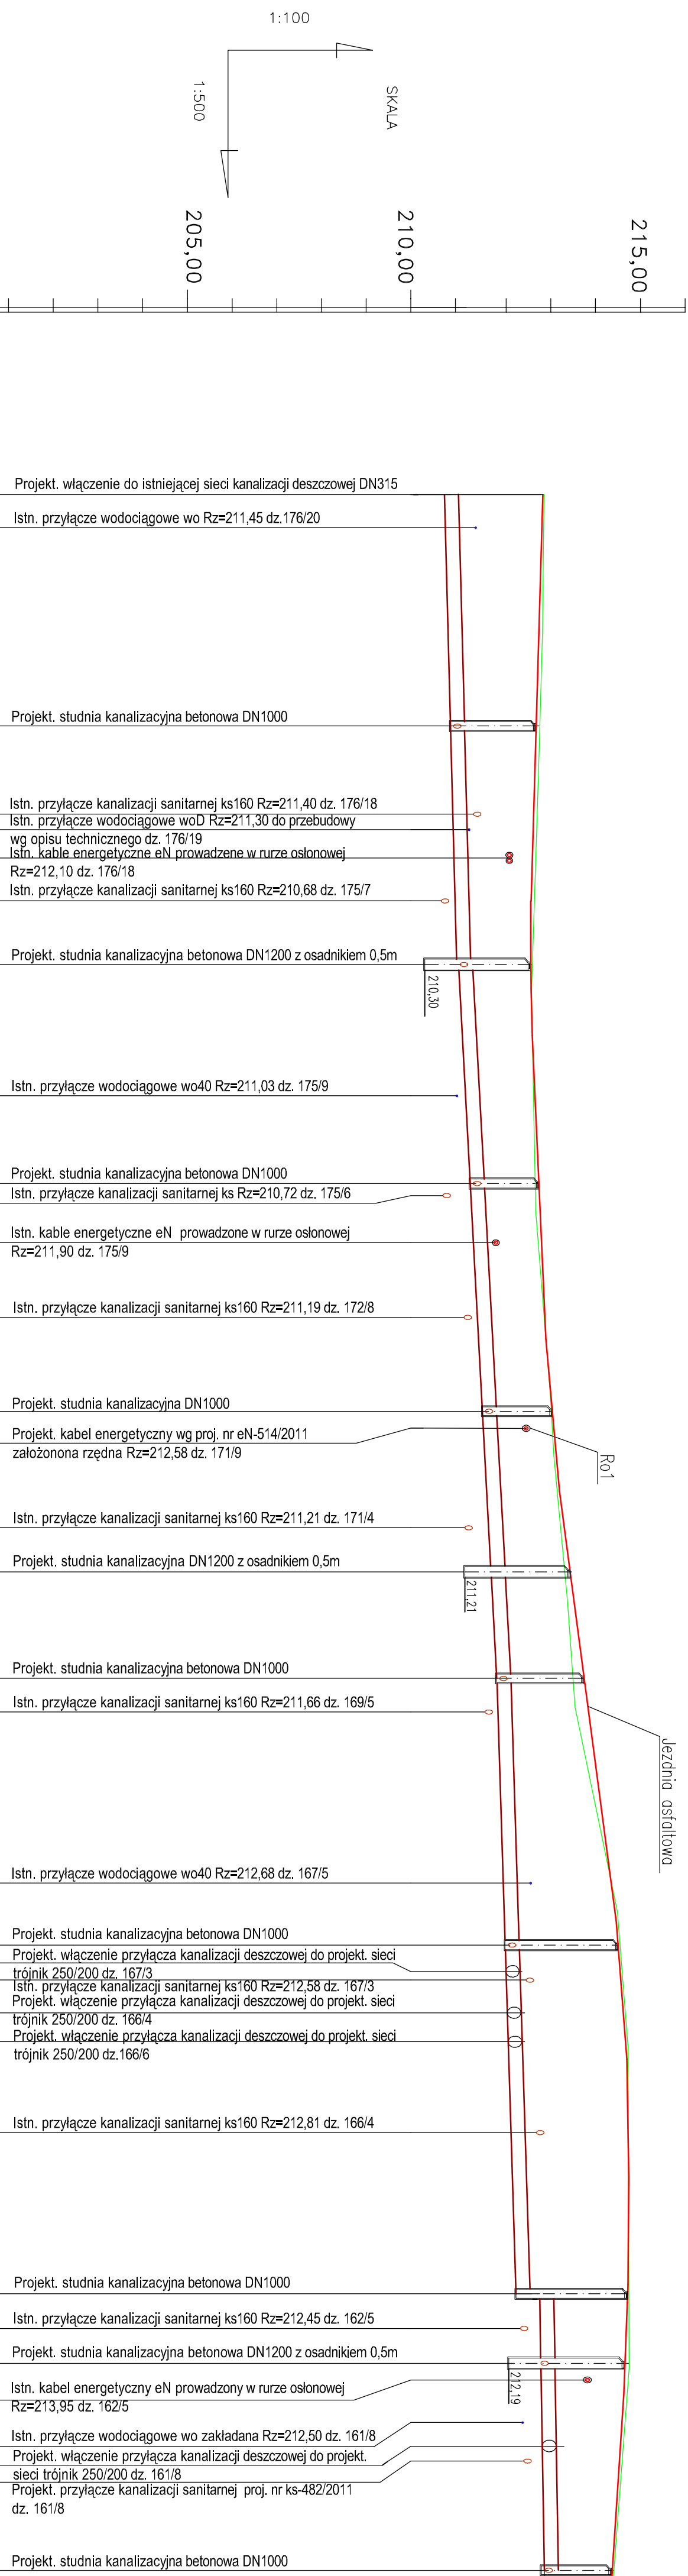 1:100
SKALA
1:500
205,00
210,00
215,00
Projekt. włączenie do istniejącej sieci kanalizacji deszczowej DN315
Istn. przyłącze wodociągowe wo Rz=211,45 dz.176/20
Projekt. studnia kanalizacyjna betonowa DN1000
Istn. przyłącze kanalizacji sanitarnej ks160 Rz=211,40 dz. 176/18
Istn. przyłącze wodociągowe woD Rz=211,30 do przebudowy
wg opisu technicznego dz. 176/19
Istn. kable energetyczne eN prowadzene w rurze osłonowej
Rz=212,10 dz. 176/18
Istn. przyłącze kanalizacji sanitarnej ks160 Rz=210,68 dz. 175/7
Projekt. studnia kanalizacyjna betonowa DN1200 z osadnikiem 0,5m
210,30
Istn. przyłącze wodociągowe wo40 Rz=211,03 dz. 175/9
Projekt. studnia kanalizacyjna betonowa DN1000
Istn. przyłącze kanalizacji sanitarnej ks Rz=210,72 dz. 175/6
Istn. kable energetyczne eN prowadzone w rurze osłonowej
Rz=211,90 dz. 175/9
Istn. przyłącze kanalizacji sanitarnej ks160 Rz=211,19 dz. 172/8
Projekt. studnia kanalizacyjna DN1000
Projekt. kabel energetyczny wg proj. nr eN-514/2011
założonona rzędna Rz=212,58 dz. 171/9
Ro1
Istn. przyłącze kanalizacji sanitarnej ks160 Rz=211,21 dz. 171/4
Projekt. studnia kanalizacyjna DN1200 z osadnikiem 0,5m
211,21
Projekt. studnia kanalizacyjna betonowa DN1000
Istn. przyłącze kanalizacji sanitarnej ks160 Rz=211,66 dz. 169/5
Jezdnia asfaltowa
Istn. przyłącze wodociągowe wo40 Rz=212,68 dz. 167/5
Projekt. studnia kanalizacyjna betonowa DN1000
Projekt. włączenie przyłącza kanalizacji deszczowej do projekt. sieci
trójnik 250/200 dz. 167/3
Istn. przyłącze kanalizacji sanitarnej ks160 Rz=212,58 dz. 167/3
Projekt. włączenie przyłącza kanalizacji deszczowej do projekt. sieci
trójnik 250/200 dz. 166/4
Projekt. włączenie przyłącza kanalizacji deszczowej do projekt. sieci
trójnik 250/200 dz.166/6
Istn. przyłącze kanalizacji sanitarnej ks160 Rz=212,81 dz. 166/4
Projekt. studnia kanalizacyjna betonowa DN1000
Istn. przyłącze kanalizacji sanitarnej ks160 Rz=212,45 dz. 162/5
Projekt. studnia kanalizacyjna betonowa DN1200 z osadnikiem 0,5m
212,19
Istn. kabel energetyczny eN prowadzony w rurze osłonowej
Rz=213,95 dz. 162/5
Istn. przyłącze wodociągowe wo zakładana Rz=212,50 dz. 161/8
Projekt. włączenie przyłącza kanalizacji deszczowej do projekt.
sieci trójnik 250/200 dz. 161/8
Projekt. przyłącze kanalizacji sanitarnej proj. nr ks-482/2011
dz. 161/8
Projekt. studnia kanalizacyjna betonowa DN1000